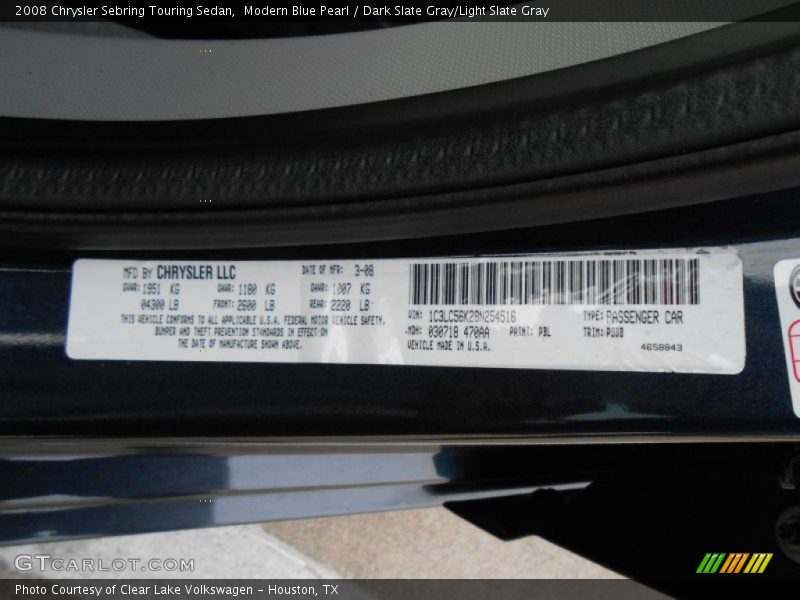 2008 Chrysler Sebring Touring Sedan,  Modern Blue Pearl / Dark Slate Gray/Light Slate Gray
MFD BY CHRYSLER LLC
DATE OF MFR: 3-08
GVWR: 1951 KG
GAWR: 1180 KG
GAWR: 1007 KG
04300 LB
FRONT: 2600 LB
REAR: 2220 LB
THIS VEHICLE CONFORMS TO ALL APPLICABLE U.S.A. FEDERAL MOTOR VEHICLE SAFETY,
BUMPER AND THEFT PREVENTION STANDARDS IN EFFECT ON
THE DATE OF MANUFACTURE SHOWN ABOVE.
VIN: 1C3LC56K28N254516
TYPE: PASSENGER CAR
MDH: 030718 470AA
PAINT: PBL
TRIM:
VEHICLE MADE IN U.S.A.
4658843
GTCARLOT.COM
Photo Courtesy of Clear Lake Volkswagen - Houston, TX